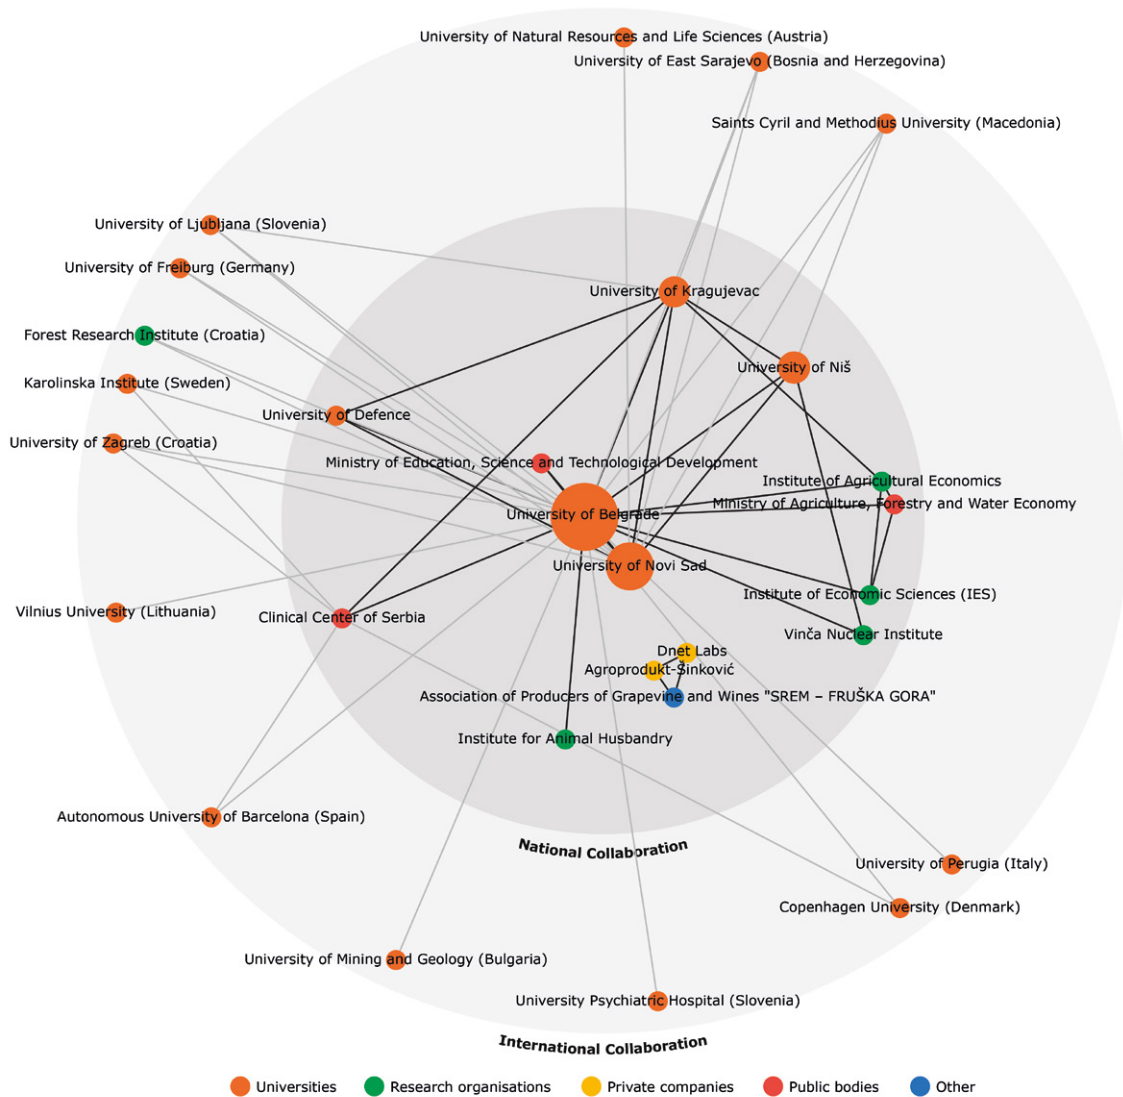 University of Natural Resources and Life Sciences (Austria)
University of East Sarajevo (Bosnia and Herzegovina)
Saints Cyril and Methodius University (Macedonia)
University of Ljubljana (Slovenia)
University of Freiburg (Germany)
University of Kragujevac
Forest Research Institute (Croatia)
University of Niš
Karolinska Institute (Sweden)
University of Defence
University of Zagreb (Croatia)
Ministry of Education, Science and Technological Development
Institute of Agricultural Economics
Ministry of Agriculture, Forestry and Water Economy
University of Belgrade
University of Novi Sad
Institute of Economic Sciences (IES)
Vilnius University (Lithuania)
Clinical Center of Serbia
Vinča Nuclear Institute
Dnet Labs
Agroprodukt-Šinković
Association of Producers of Grapevine and Wines "SREM – FRUŠKA GORA"
Institute for Animal Husbandry
Autonomous University of Barcelona (Spain)
National Collaboration
University of Perugia (Italy)
Copenhagen University (Denmark)
University of Mining and Geology (Bulgaria)
University Psychiatric Hospital (Slovenia)
International Collaboration
Universities
Research organisations
Private companies
Public bodies
Other